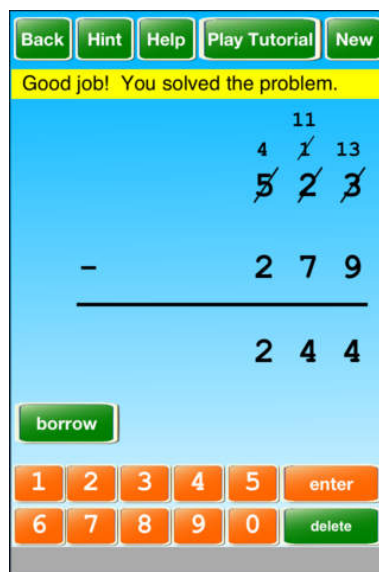 Back Hint Help Play Tutorial New
Good job! You solved the problem.
11
4 1 13
5 2 3
- 2 7 9
2 4 4
borrow
1 2 3 4 5 enter
6 7 8 9 0 delete